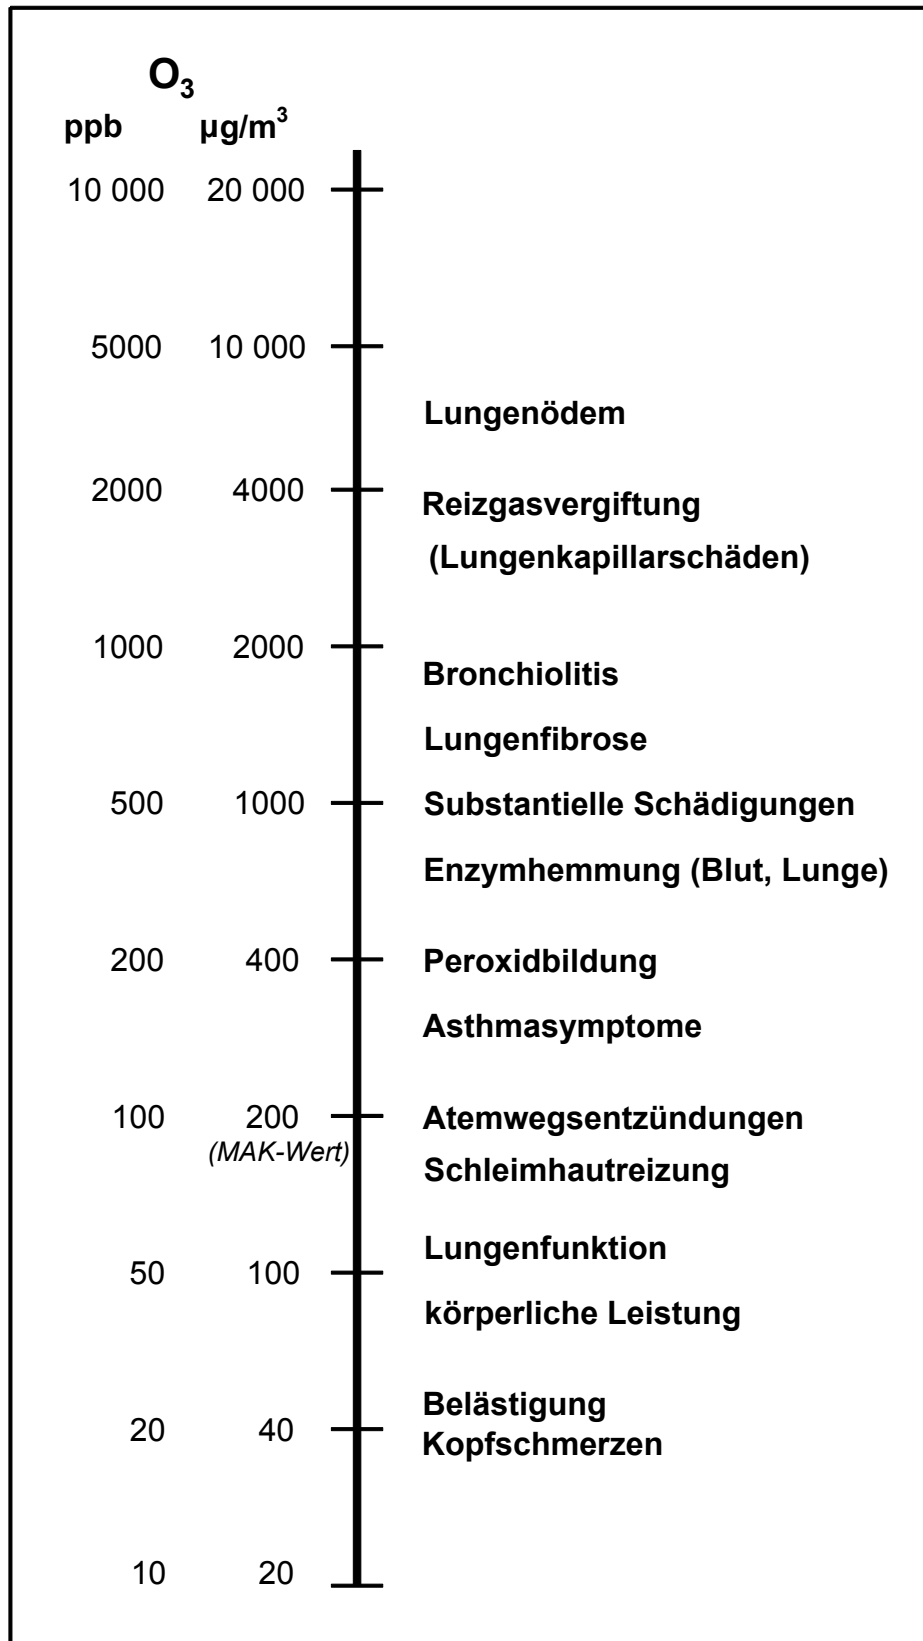 O₃
ppb µg/m³
10 000 20 000
5000 10 000
Lungenödem
2000 4000
Reizgasvergiftung
(Lungenkapillarschäden)
1000 2000
Bronchiolitis
Lungenfibrose
500 1000 Substantielle Schädigungen
Enzymhemmung (Blut, Lunge)
200 400 Peroxidbildung
Asthmasymptome
100 200 Atemwegsentzündungen
(MAK-Wert)
Schleimhautreizung
Lungenfunktion
50 100
körperliche Leistung
Belästigung
20 40
Kopfschmerzen
10 20